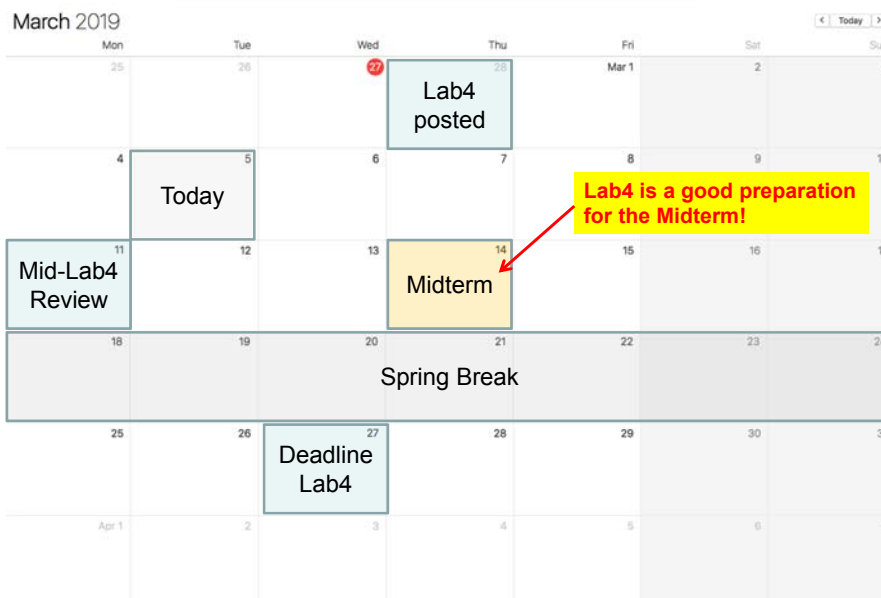 March 2019
< Today >
Mon Tue Wed Thu Fri Sat
25 26 27 28 Mar 1 2
Lab4
posted
4 5 6 7 8 9
Today
Lab4 is a good preparation
for the Midterm!
11 12 13 14 15 16
Mid-Lab4
Review
Midterm
18 19 20 21 22 23
Spring Break
25 26 27 28 29 30
Deadline
Lab4
Apr 1 2 3 4 5 6